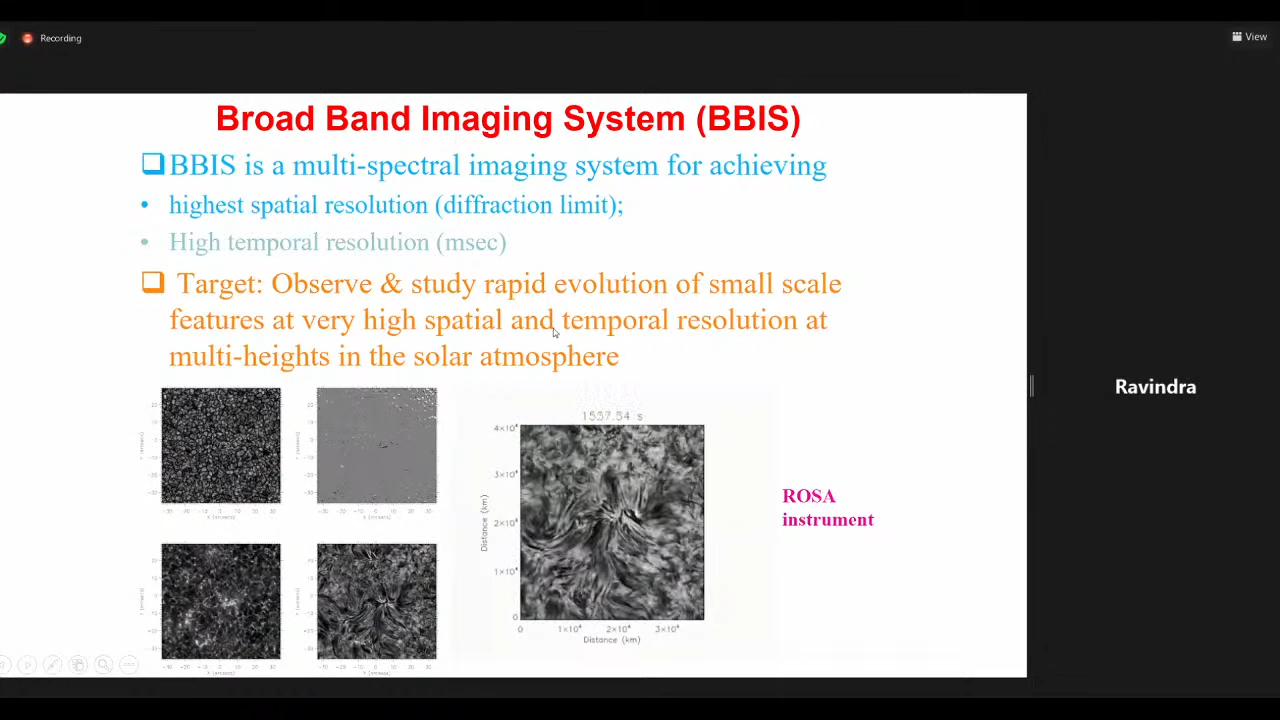 Recording
View
Broad Band Imaging System (BBIS)
❑BBIS is a multi-spectral imaging system for achieving
• highest spatial resolution (diffraction limit);
• High temporal resolution (msec)
❑ Target: Observe & study rapid evolution of small scale
features at very high spatial and temporal resolution at
multi-heights in the solar atmosphere
Ravindra
1537.54 s
4×10⁴
3×10⁴
2×10⁴
1×10⁴
0
Distance (km)
0 1×10⁴ 2×10⁴ 3×10⁴
Distance (km)
ROSA
instrument